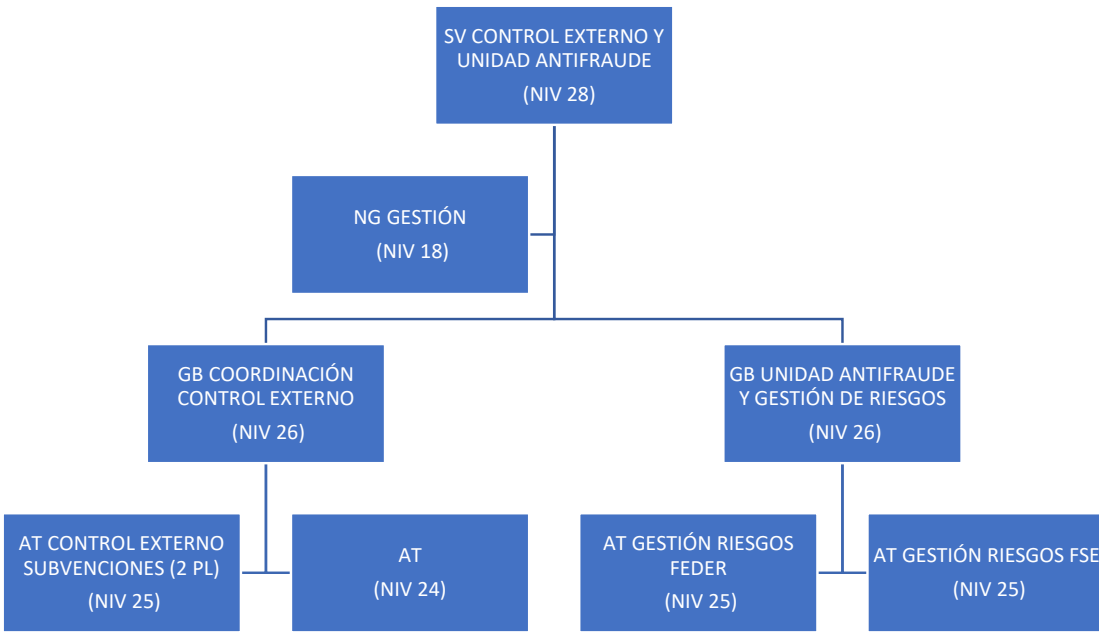 SV CONTROL EXTERNO Y
UNIDAD ANTIFRAUDE
(NIV 28)
NG GESTIÓN
(NIV 18)
GB COORDINACIÓN
CONTROL EXTERNO
(NIV 26)
GB UNIDAD ANTIFRAUDE
Y GESTIÓN DE RIESGOS
(NIV 26)
AT CONTROL EXTERNO
SUBVENCIONES (2 PL)
(NIV 25)
AT
(NIV 24)
AT GESTIÓN RIESGOS
FEDER
(NIV 25)
AT GESTIÓN RIESGOS FSE
(NIV 25)